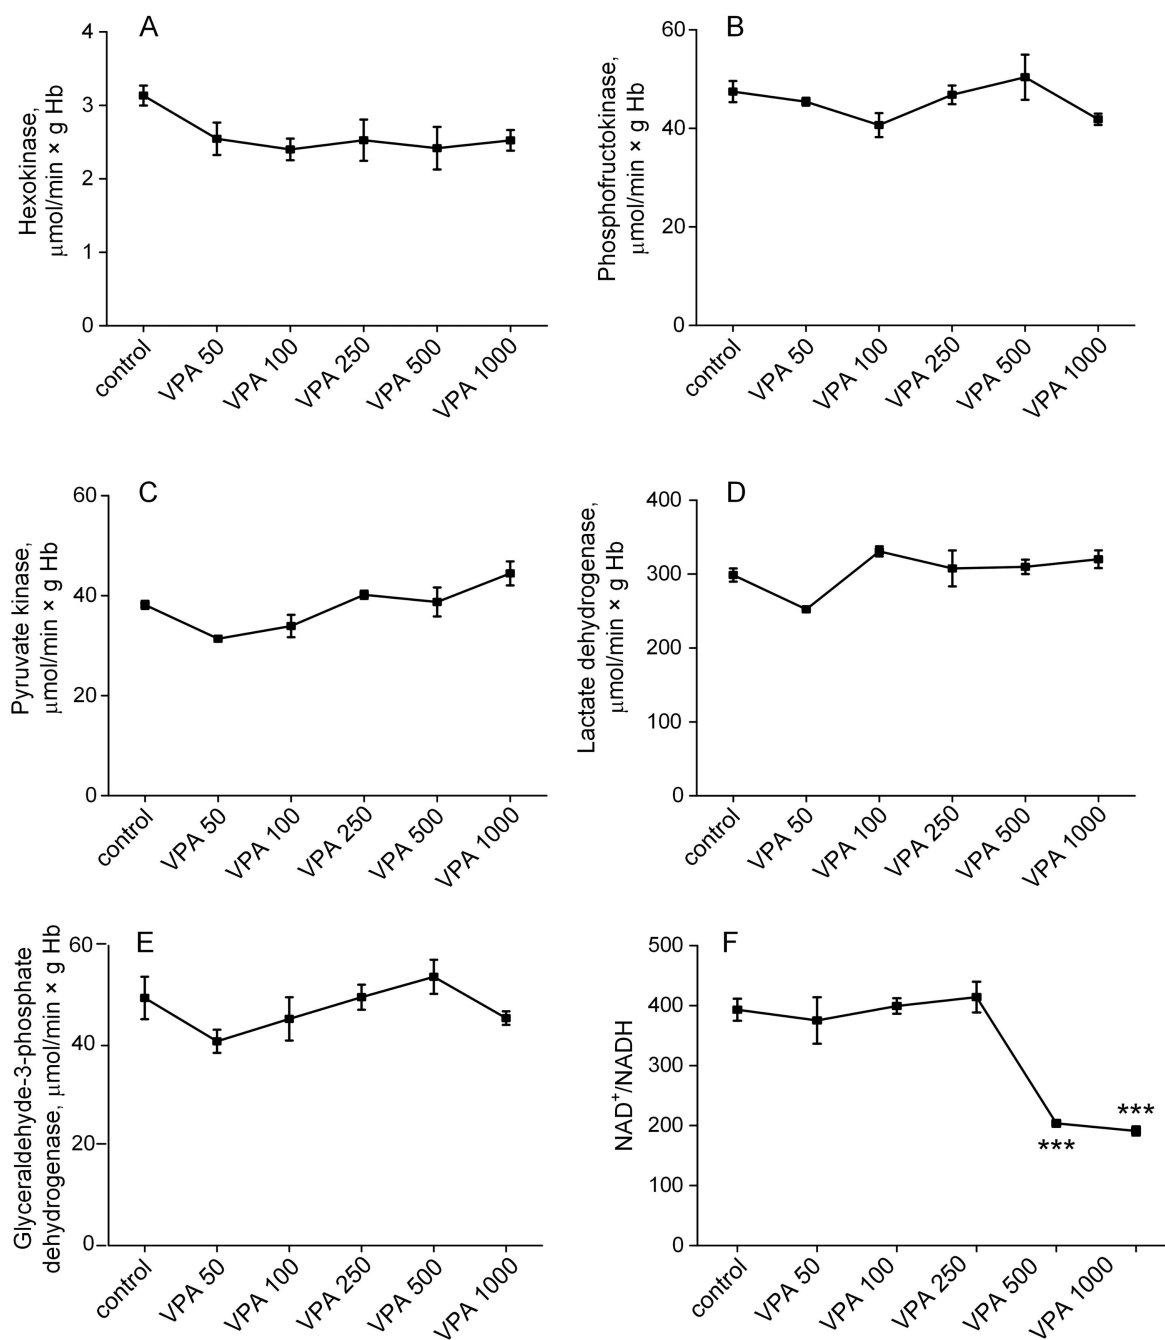 A
Hexokinase,
μmol/min × g Hb
4
3
2
1
0
control
VPA 50
VPA 100
VPA 250
VPA 500
VPA 1000
B
Phosphofructokinase,
μmol/min × g Hb
60
40
20
0
control
VPA 50
VPA 100
VPA 250
VPA 500
VPA 1000
C
Pyruvate kinase,
μmol/min × g Hb
60
40
20
0
control
VPA 50
VPA 100
VPA 250
VPA 500
VPA 1000
D
Lactate dehydrogenase,
μmol/min × g Hb
400
300
200
100
0
control
VPA 50
VPA 100
VPA 250
VPA 500
VPA 1000
E
Glyceraldehyde-3-phosphate
dehydrogenase, μmol/min × g Hb
60
40
20
0
control
VPA 50
VPA 100
VPA 250
VPA 500
VPA 1000
F
NAD⁺/NADH
500
400
300
200
100
0
***
***
control
VPA 50
VPA 100
VPA 250
VPA 500
VPA 1000